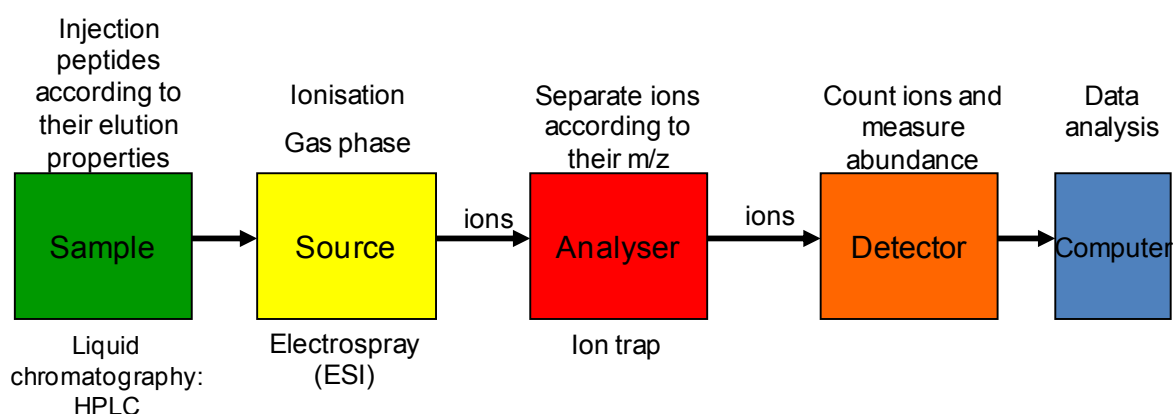 Injection
peptides
according to
their elution
properties
Ionisation
Gas phase
Separate ions
according to
their m/z
Count ions and
measure
abundance
Data
analysis
Sample
Source
ions
Analyser
ions
Detector
Computer
Liquid
chromatography:
HPLC
Electrospray
(ESI)
Ion trap